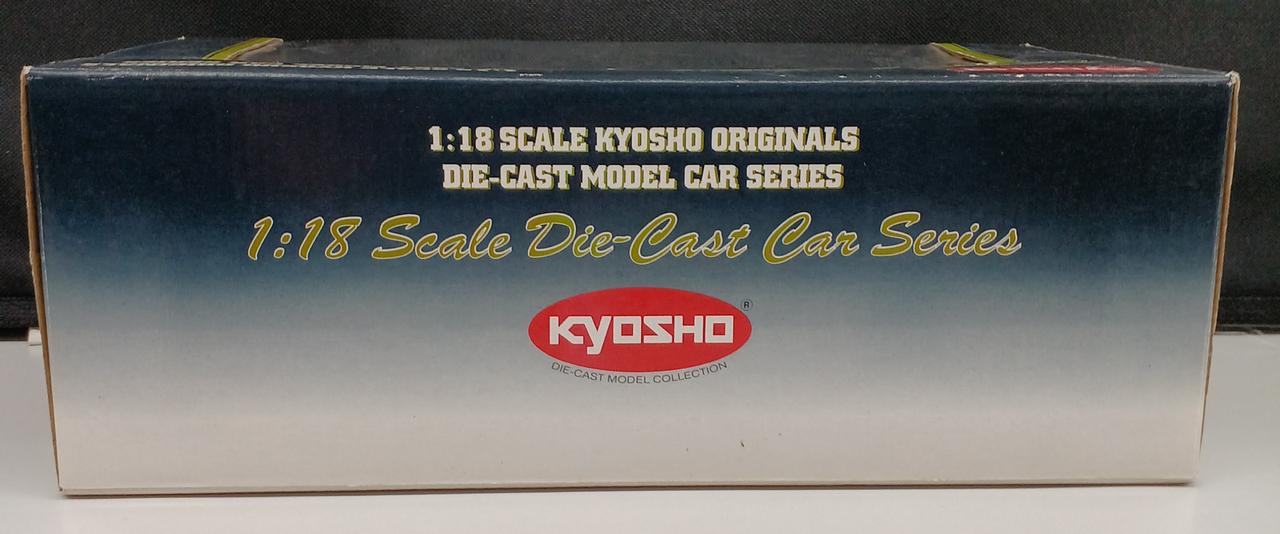 1:18 SCALE KYOSHO ORIGINALS
DIE-CAST MODEL CAR SERIES
1:18 Scale Die-Cast Car Series
KYOSHO ®
DIE-CAST MODEL COLLECTION